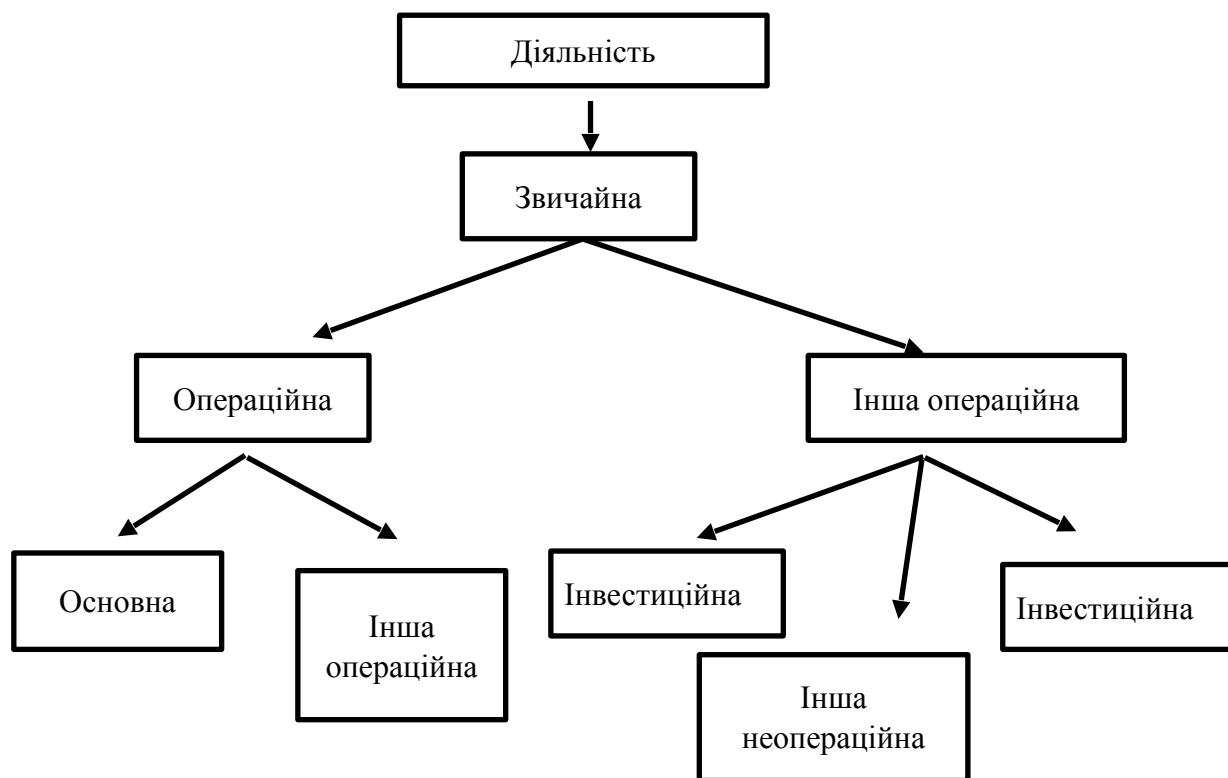 Діяльність
Звичайна
Операційна
Інша операційна
Основна
Інша
операційна
Інвестиційна
Інша
неопераційна
Інвестиційна